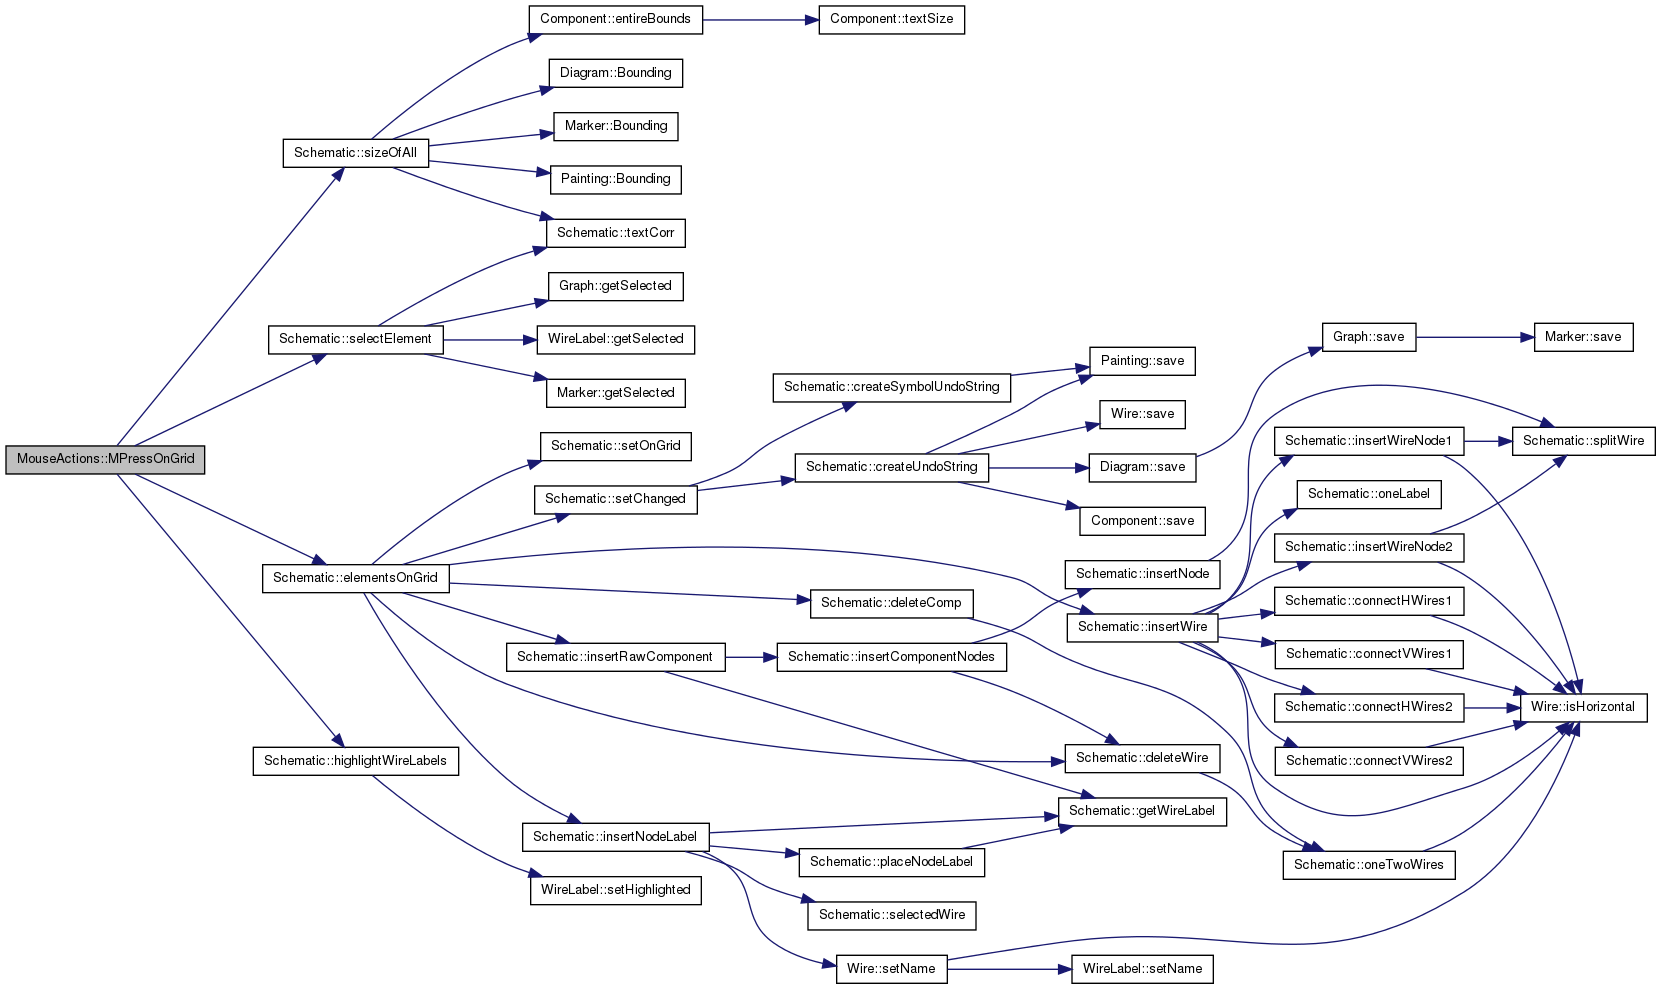 MouseActions::MPressOnGrid
Schematic::sizeOfAll
Schematic::selectElement
Schematic::elementsOnGrid
Schematic::highlightWireLabels
Component::entireBounds
Diagram::Bounding
Marker::Bounding
Painting::Bounding
Schematic::textCorr
Graph::getSelected
WireLabel::getSelected
Marker::getSelected
Schematic::setOnGrid
Schematic::setChanged
Schematic::insertRawComponent
Schematic::insertNodeLabel
WireLabel::setHighlighted
Component::textSize
Schematic::createSymbolUndoString
Schematic::createUndoString
Schematic::deleteComp
Schematic::insertComponentNodes
Schematic::placeNodeLabel
Schematic::selectedWire
Wire::setName
Painting::save
Wire::save
Diagram::save
Component::save
Schematic::insertNode
Schematic::insertWire
Schematic::deleteWire
Schematic::getWireLabel
WireLabel::setName
Graph::save
Schematic::insertWireNode1
Schematic::oneLabel
Schematic::insertWireNode2
Schematic::connectHWires1
Schematic::connectVWires1
Schematic::connectHWires2
Schematic::connectVWires2
Schematic::oneTwoWires
Marker::save
Schematic::splitWire
Wire::isHorizontal